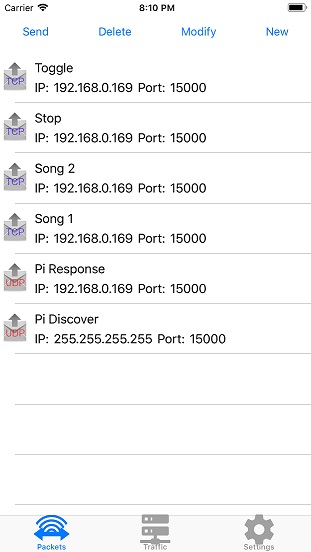 Carrier 8:10 PM
Send Delete Modify New
Toggle
TCP
IP: 192.168.0.169 Port: 15000
Stop
TCP
IP: 192.168.0.169 Port: 15000
Song 2
TCP
IP: 192.168.0.169 Port: 15000
Song 1
TCP
IP: 192.168.0.169 Port: 15000
Pi Response
UDP
IP: 192.168.0.169 Port: 15000
Pi Discover
UDP
IP: 255.255.255.255 Port: 15000
Packets Traffic Settings